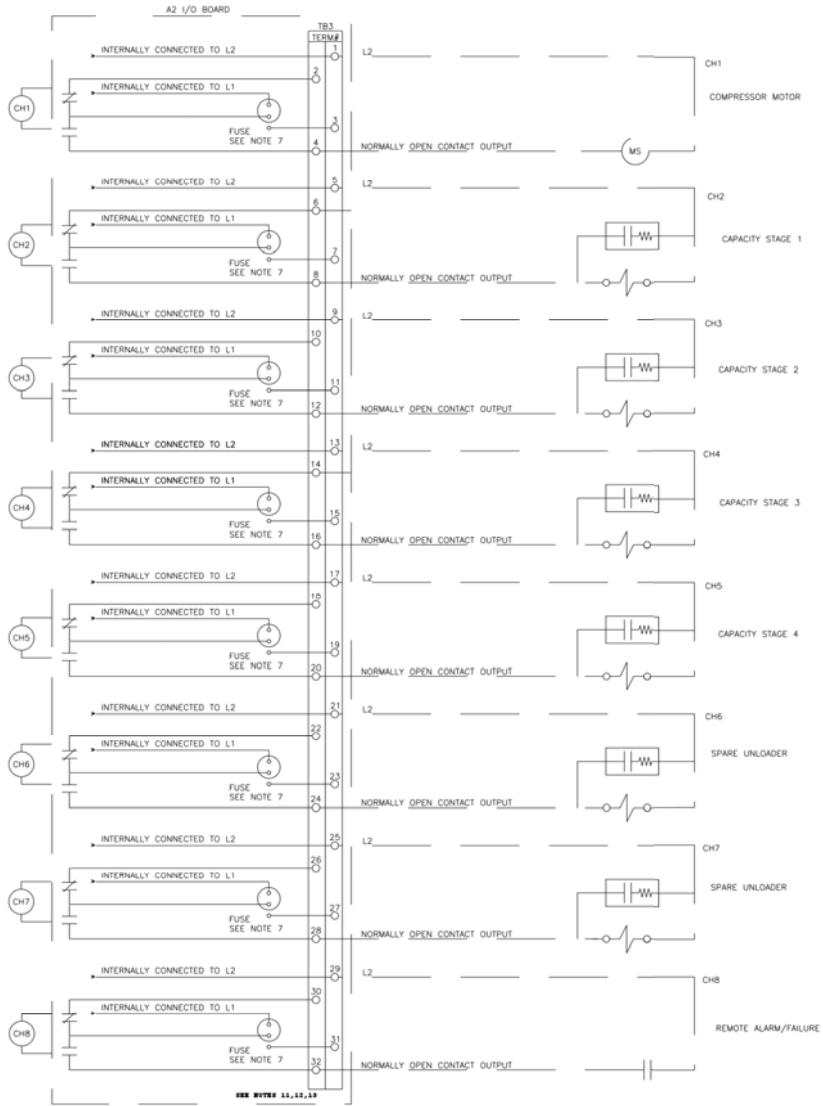 A2 I/O BOARD
TB3
TERM#
INTERNALLY CONNECTED TO L2
1
L2
CH1
2
INTERNALLY CONNECTED TO L1
COMPRESSOR MOTOR
CH1
3
FUSE
SEE NOTE 7
4
NORMALLY OPEN CONTACT OUTPUT
MS
INTERNALLY CONNECTED TO L2
5
L2
CH2
6
INTERNALLY CONNECTED TO L1
CH2
CAPACITY STAGE 1
7
FUSE
SEE NOTE 7
8
NORMALLY OPEN CONTACT OUTPUT
INTERNALLY CONNECTED TO L2
9
L2
CH3
10
INTERNALLY CONNECTED TO L1
CH3
CAPACITY STAGE 2
11
FUSE
SEE NOTE 7
12
NORMALLY OPEN CONTACT OUTPUT
INTERNALLY CONNECTED TO L2
13
L2
CH4
14
INTERNALLY CONNECTED TO L1
CH4
CAPACITY STAGE 3
15
FUSE
SEE NOTE 7
16
NORMALLY OPEN CONTACT OUTPUT
INTERNALLY CONNECTED TO L2
17
L2
CH5
18
INTERNALLY CONNECTED TO L1
CH5
CAPACITY STAGE 4
19
FUSE
SEE NOTE 7
20
NORMALLY OPEN CONTACT OUTPUT
INTERNALLY CONNECTED TO L2
21
L2
CH6
22
INTERNALLY CONNECTED TO L1
CH6
SPARE UNLOADER
23
FUSE
SEE NOTE 7
24
NORMALLY OPEN CONTACT OUTPUT
INTERNALLY CONNECTED TO L2
25
L2
CH7
26
INTERNALLY CONNECTED TO L1
CH7
SPARE UNLOADER
27
FUSE
SEE NOTE 7
28
NORMALLY OPEN CONTACT OUTPUT
INTERNALLY CONNECTED TO L2
29
L2
CH8
30
INTERNALLY CONNECTED TO L1
CH8
REMOTE ALARM/FAILURE
31
FUSE
SEE NOTE 7
32
NORMALLY OPEN CONTACT OUTPUT
SEE NOTES 11,12,13